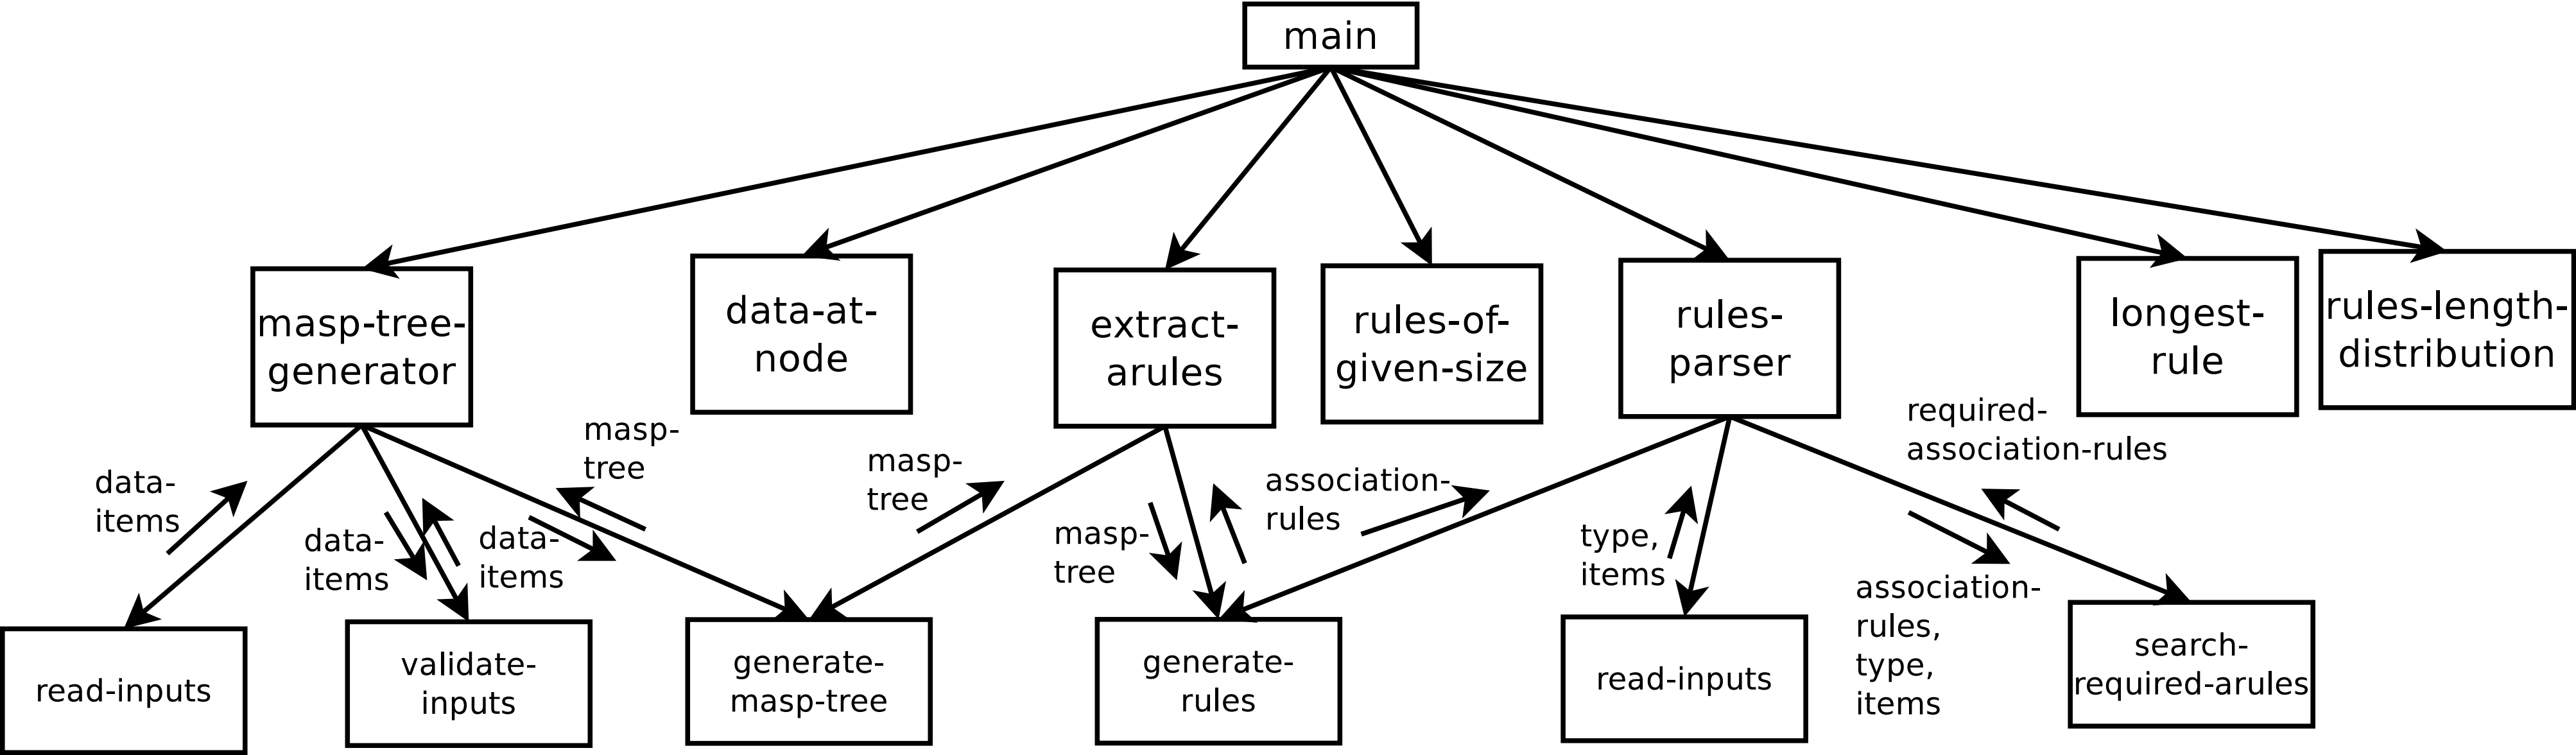 main
masp-tree-
generator
data-at-
node
extract-
arules
rules-of-
given-size
rules-
parser
longest-
rule
rules-length-
distribution
data-
items
data-
items
data-
items
masp-
tree
masp-
tree
masp-
tree
association-
rules
type,
items
required-
association-rules
association-
rules,
type,
items
read-inputs
validate-
inputs
generate-
masp-tree
generate-
rules
read-inputs
search-
required-arules